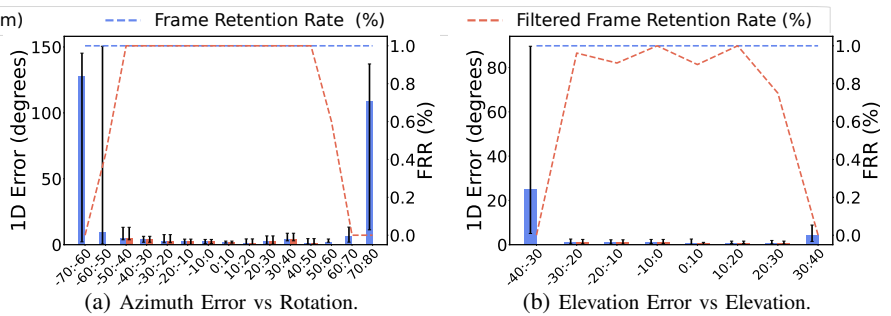 m) Frame Retention Rate (%) Filtered Frame Retention Rate (%)
1D Error (degrees)
150
100
50
0
1.0
0.8
0.6
0.4
0.2
0.0
FRR (%)
-70:-60 -60:-50 -50:-40 -40:-30 -30:-20 -20:-10 -10:0 0:10 10:20 20:30 30:40 40:50 50:60 60:70 70:80
(a) Azimuth Error vs Rotation.
1D Error (degrees)
80
60
40
20
0
1.0
0.8
0.6
0.4
0.2
0.0
FRR (%)
-40:-30 -30:-20 -20:-10 -10:0 0:10 10:20 20:30 30:40
(b) Elevation Error vs Elevation.